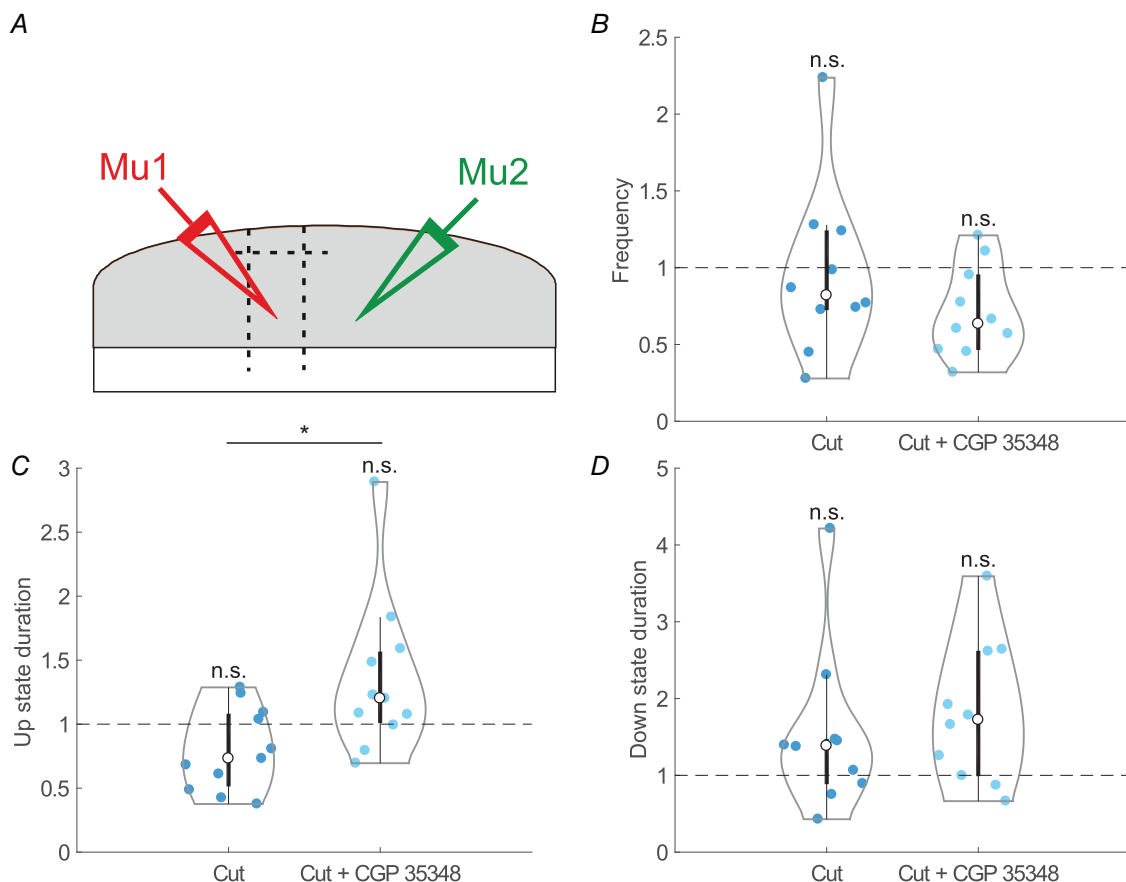 A
Mu1
Mu2
B
Frequency
2.5
2
1.5
1
0.5
0
n.s.
n.s.
Cut
Cut + CGP 35348
C
Up state duration
3
2.5
2
1.5
1
0.5
0
*
n.s.
n.s.
Cut
Cut + CGP 35348
D
Down state duration
5
4
3
2
1
0
n.s.
n.s.
Cut
Cut + CGP 35348